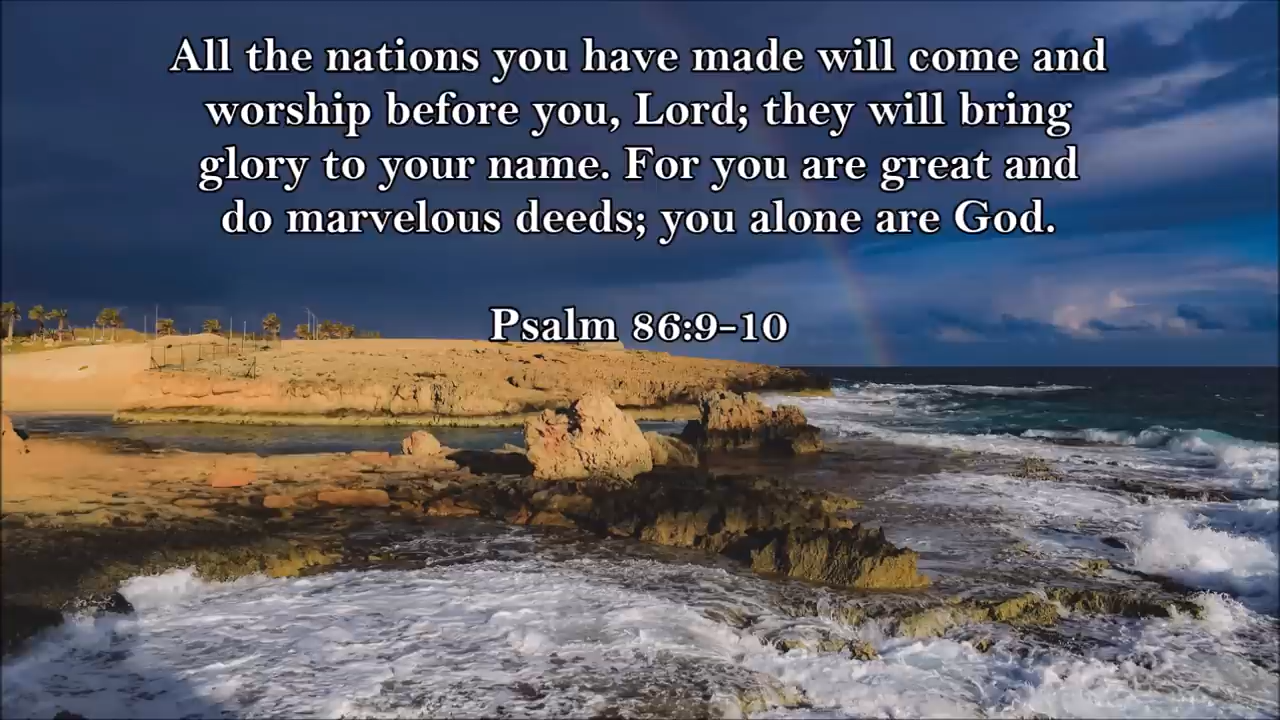 All the nations you have made will come and
worship before you, Lord; they will bring
glory to your name. For you are great and
do marvelous deeds; you alone are God.
Psalm 86:9-10